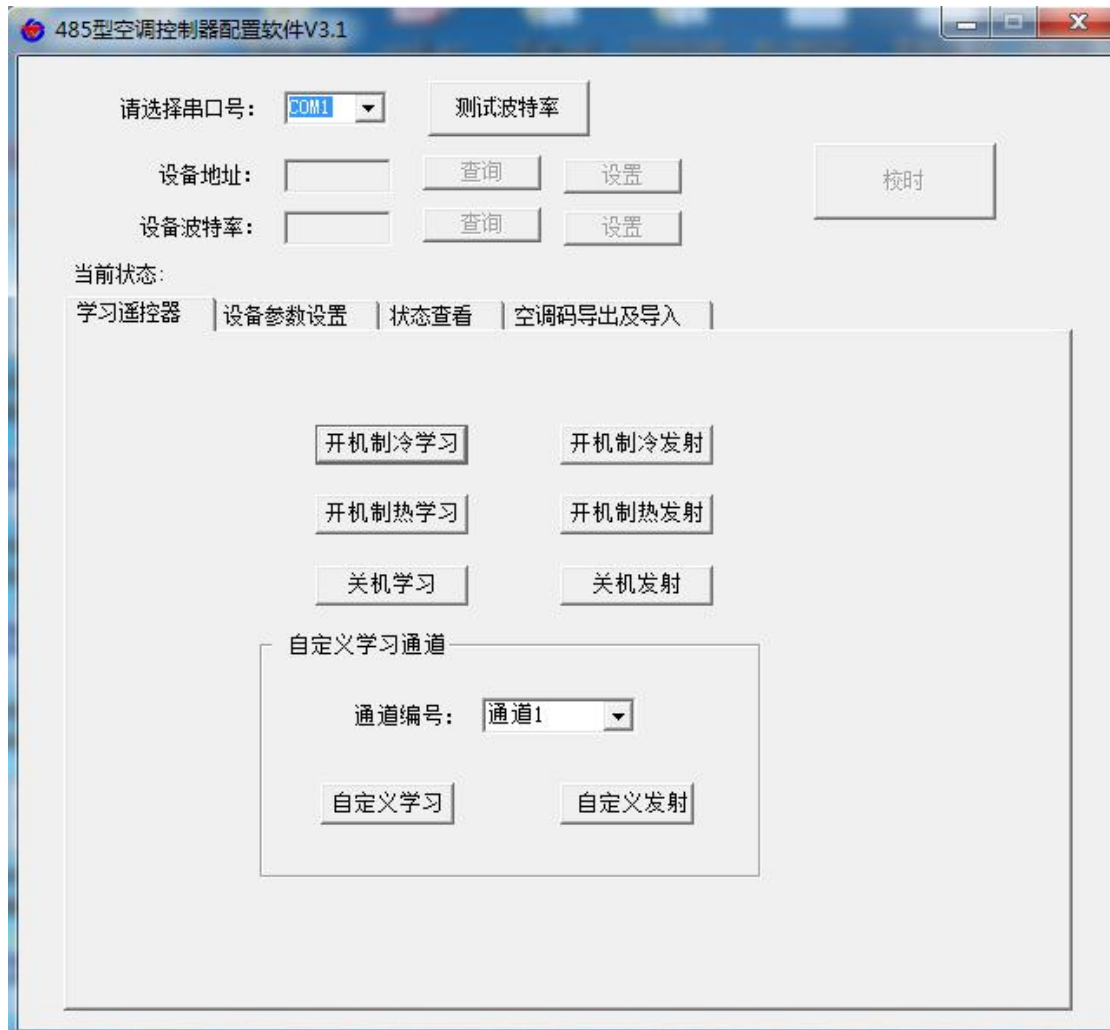 485型空调控制器配置软件V3.1
请选择串口号： COM1 测试波特率
设备地址： 查询 设置 校时
设备波特率： 查询 设置
当前状态：
学习遥控器 设备参数设置 状态查看 空调码导出及导入
开机制冷学习 开机制冷发射
开机制热学习 开机制热发射
关机学习 关机发射
自定义学习通道
通道编号： 通道1
自定义学习 自定义发射